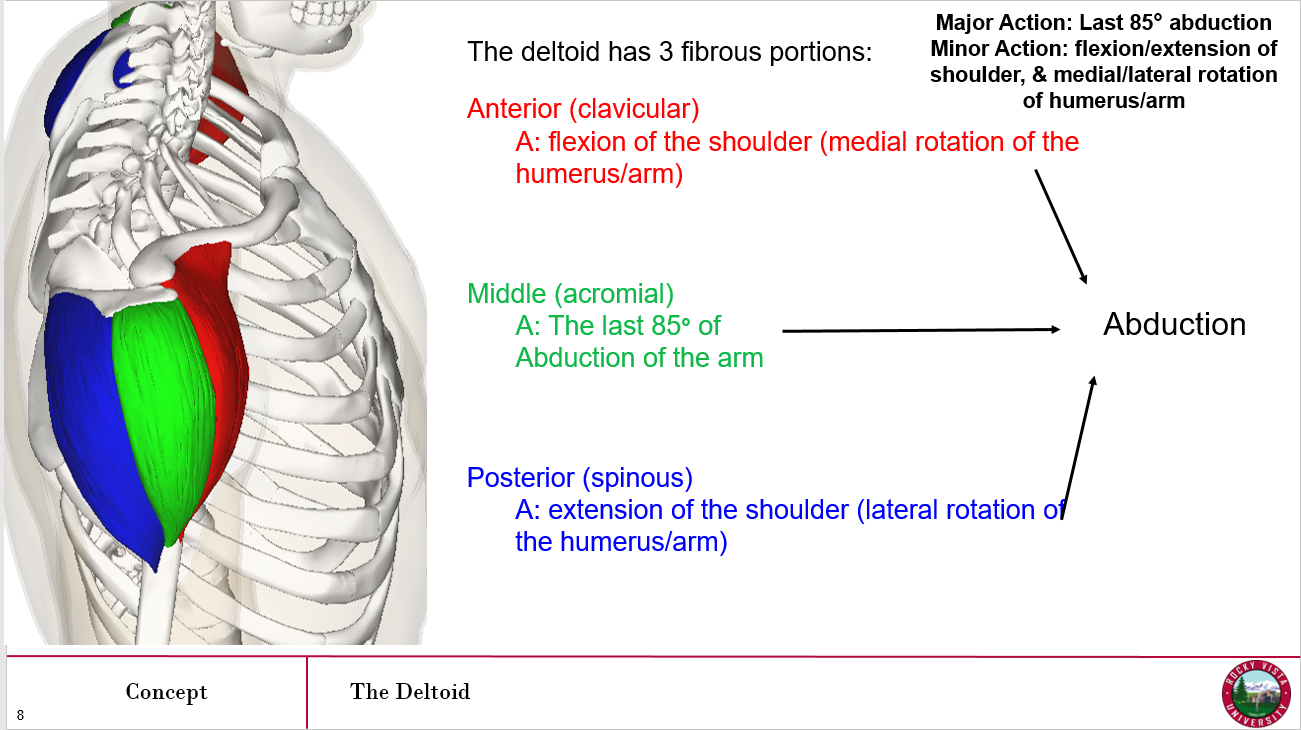 The deltoid has 3 fibrous portions:
Major Action: Last 85° abduction
Minor Action: flexion/extension of
shoulder, & medial/lateral rotation
of humerus/arm
Anterior (clavicular)
A: flexion of the shoulder (medial rotation of the
humerus/arm)
Middle (acromial)
A: The last 85º of
Abduction of the arm
Abduction
Posterior (spinous)
A: extension of the shoulder (lateral rotation of
the humerus/arm)
Concept
The Deltoid
8
ROCKY VISTA
UNIVERSITY